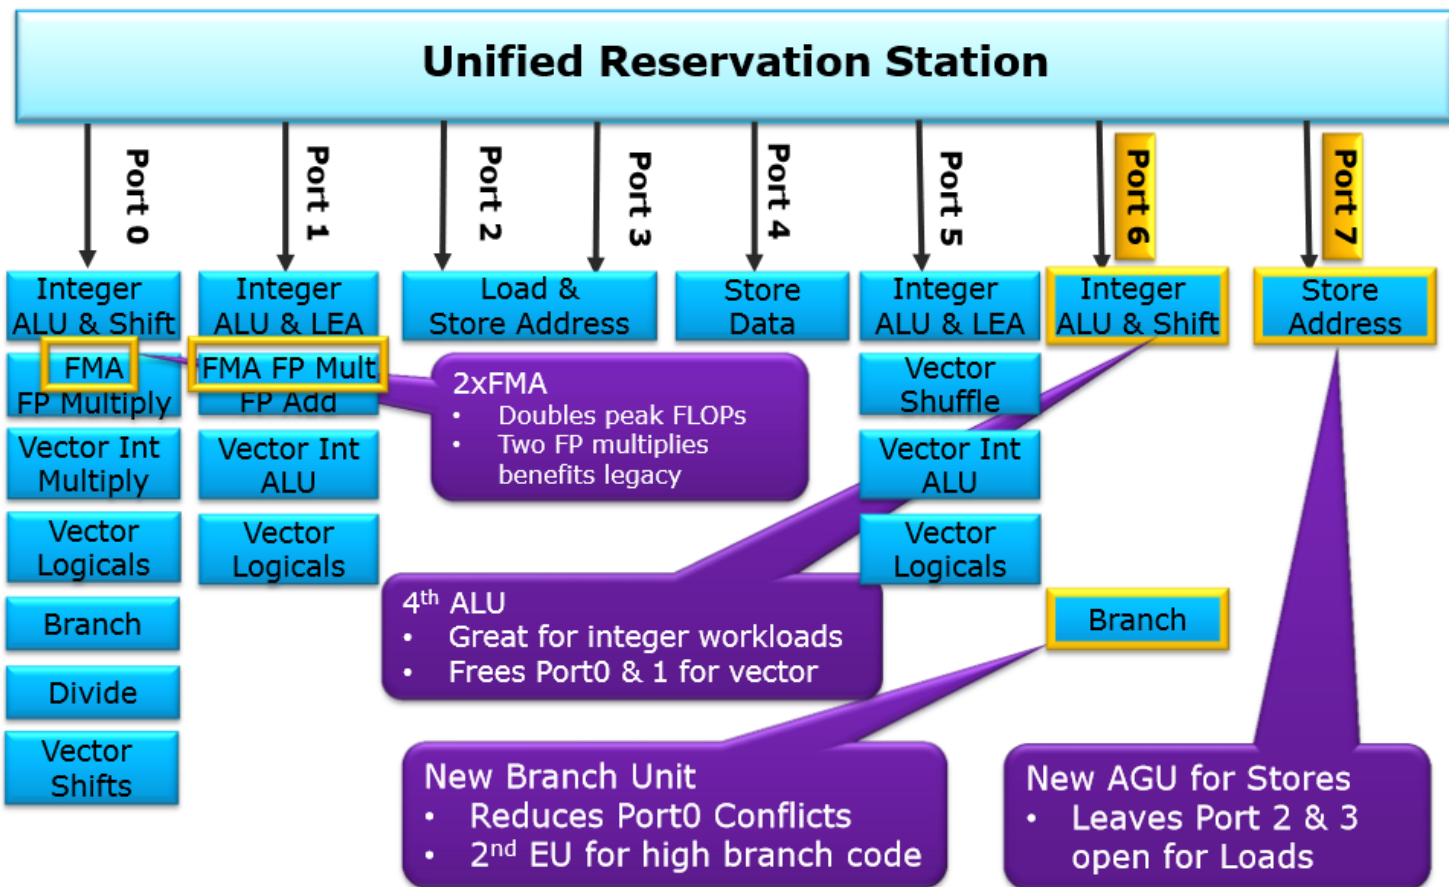 Unified Reservation Station
Port 0
Port 1
Port 2
Port 3
Port 4
Port 5
Port 6
Port 7
Integer
ALU & Shift
Integer
ALU & LEA
Load &
Store Address
Store
Data
Integer
ALU & LEA
Integer
ALU & Shift
Store
Address
FMA
FP Multiply
FMA FP Mult
FP Add
2xFMA
• Doubles peak FLOPs
• Two FP multiplies
benefits legacy
Vector
Shuffle
Vector Int
Multiply
Vector Int
ALU
Vector Int
ALU
Vector
Logicals
Vector
Logicals
Vector
Logicals
4th ALU
• Great for integer workloads
• Frees Port0 & 1 for vector
Branch
Branch
Divide
Vector
Shifts
New Branch Unit
• Reduces Port0 Conflicts
• 2nd EU for high branch code
New AGU for Stores
• Leaves Port 2 & 3
open for Loads